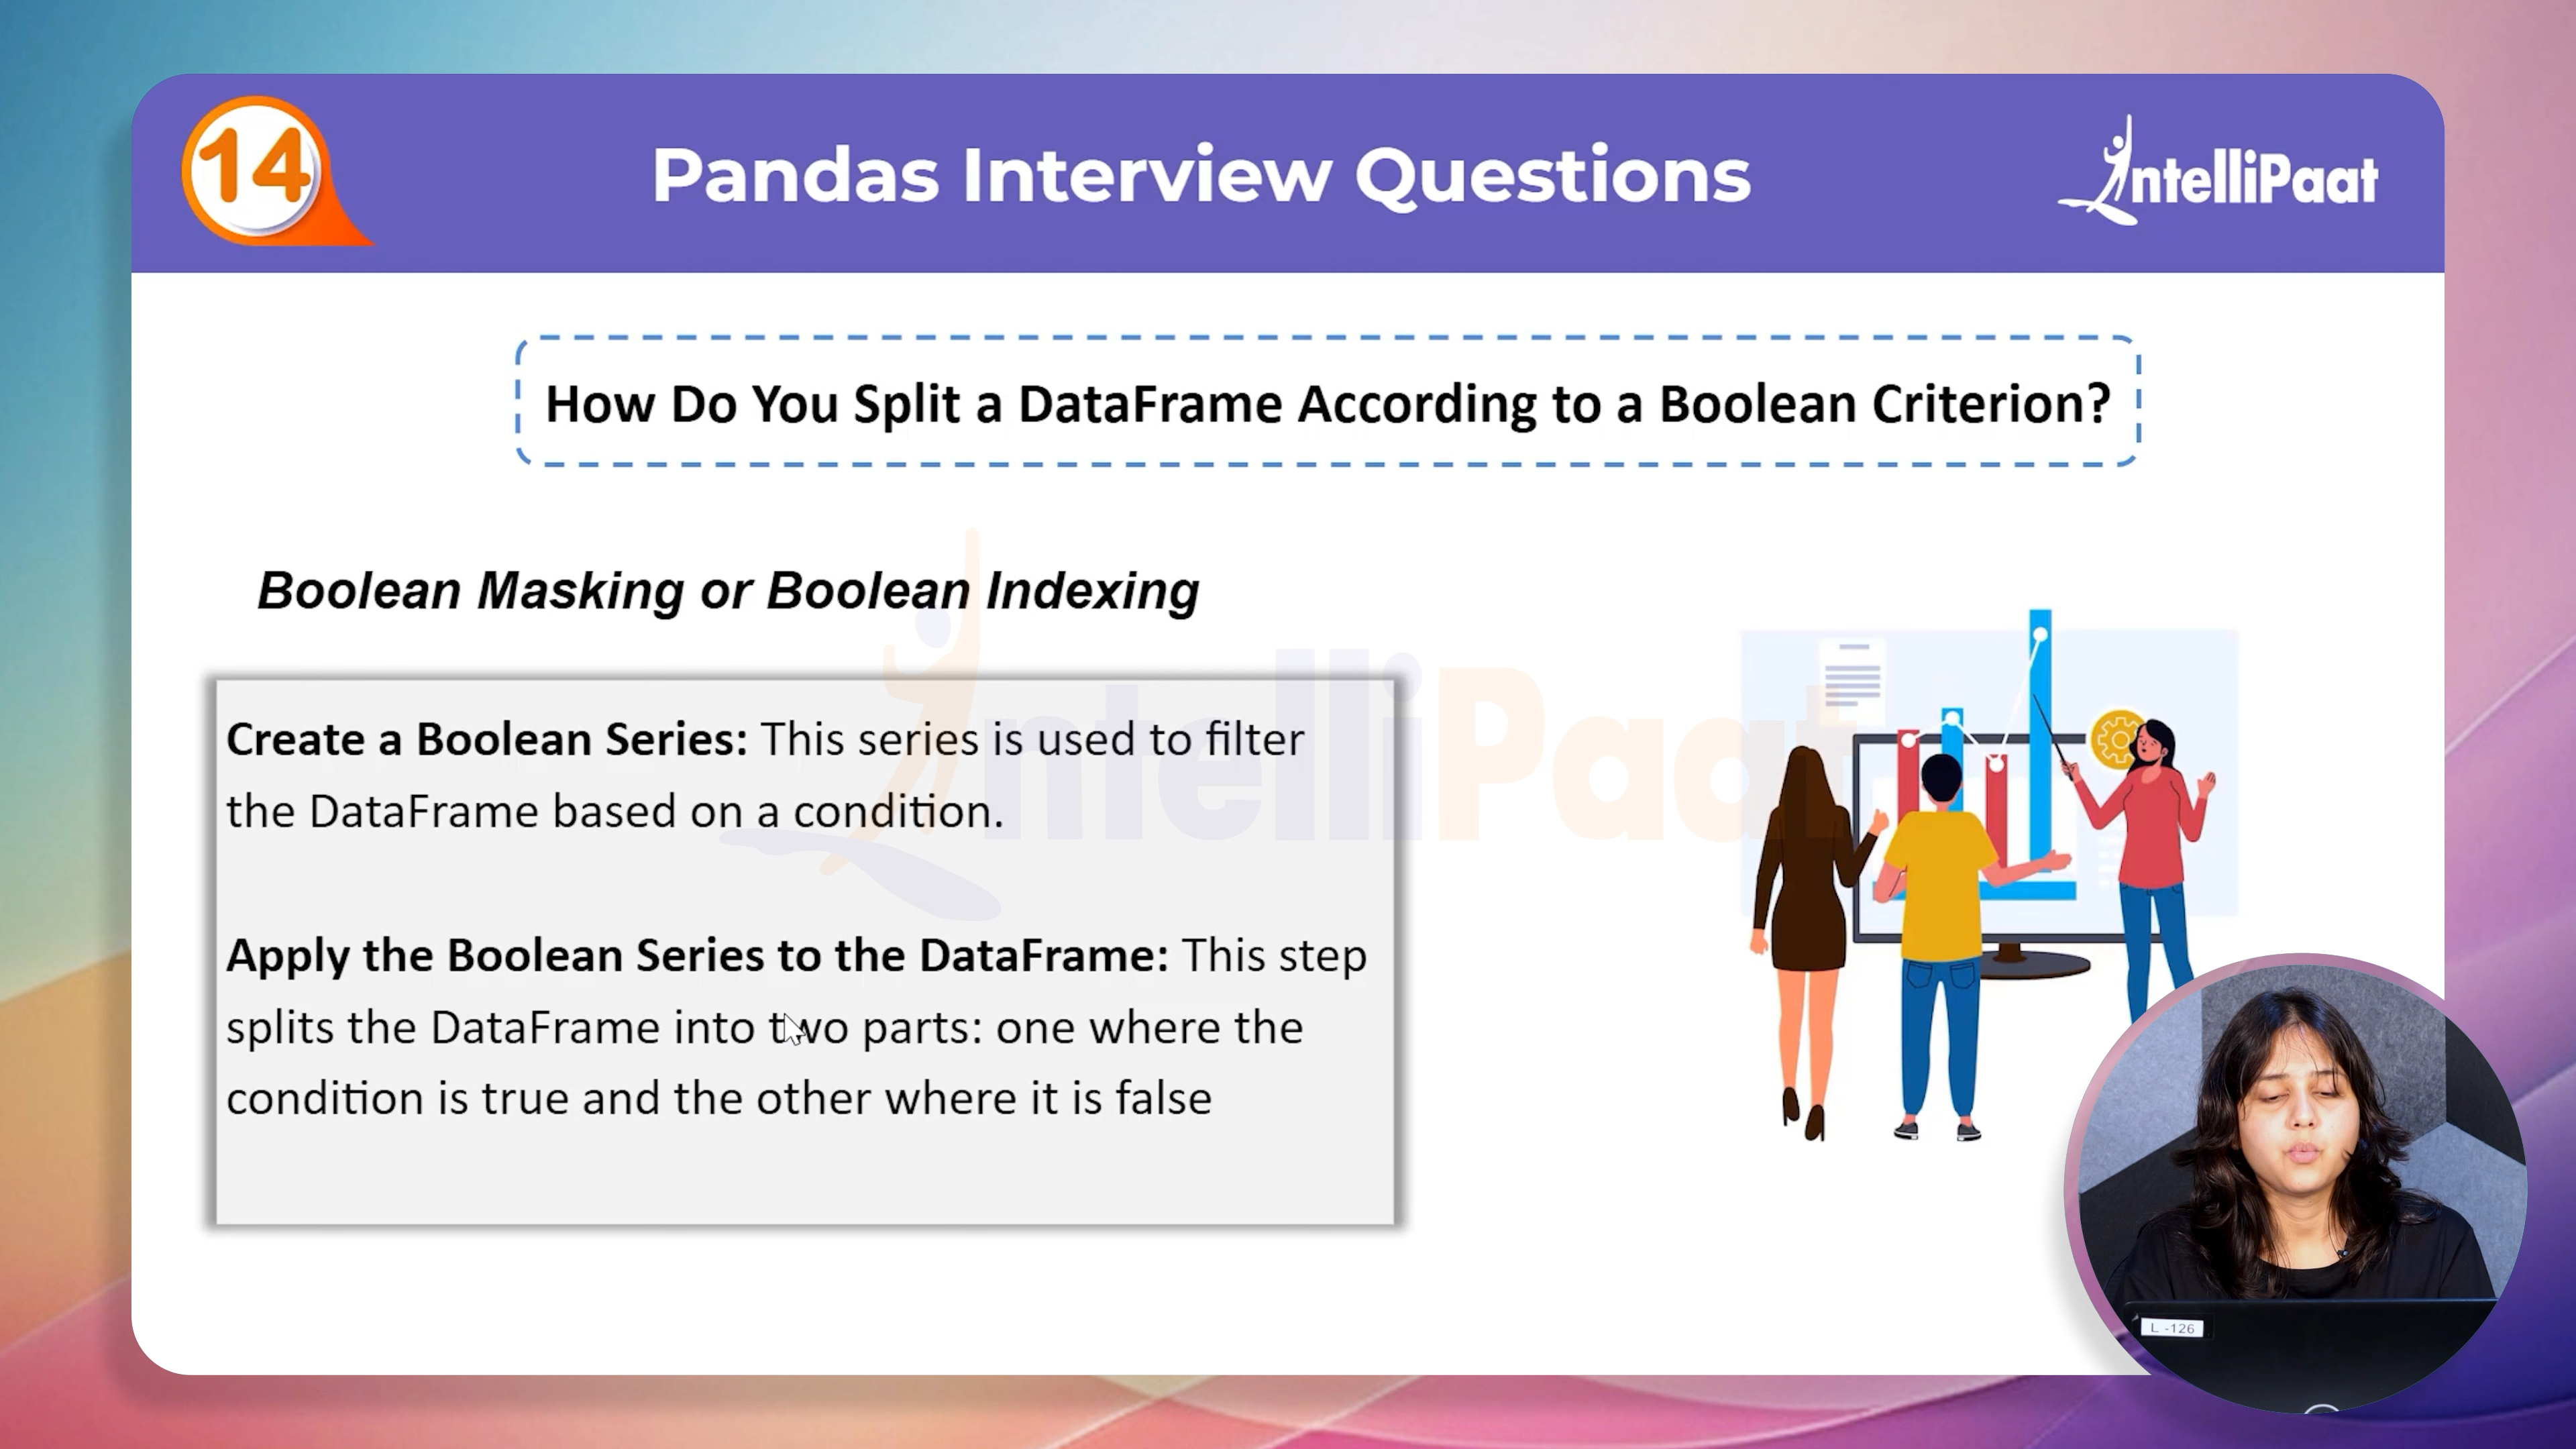 14
Pandas Interview Questions
IntelliPaat
How Do You Split a DataFrame According to a Boolean Criterion?
Boolean Masking or Boolean Indexing
IntelliPaat
Create a Boolean Series: This series is used to filter
the DataFrame based on a condition.
Apply the Boolean Series to the DataFrame: This step
splits the DataFrame into two parts: one where the
condition is true and the other where it is false
L -126